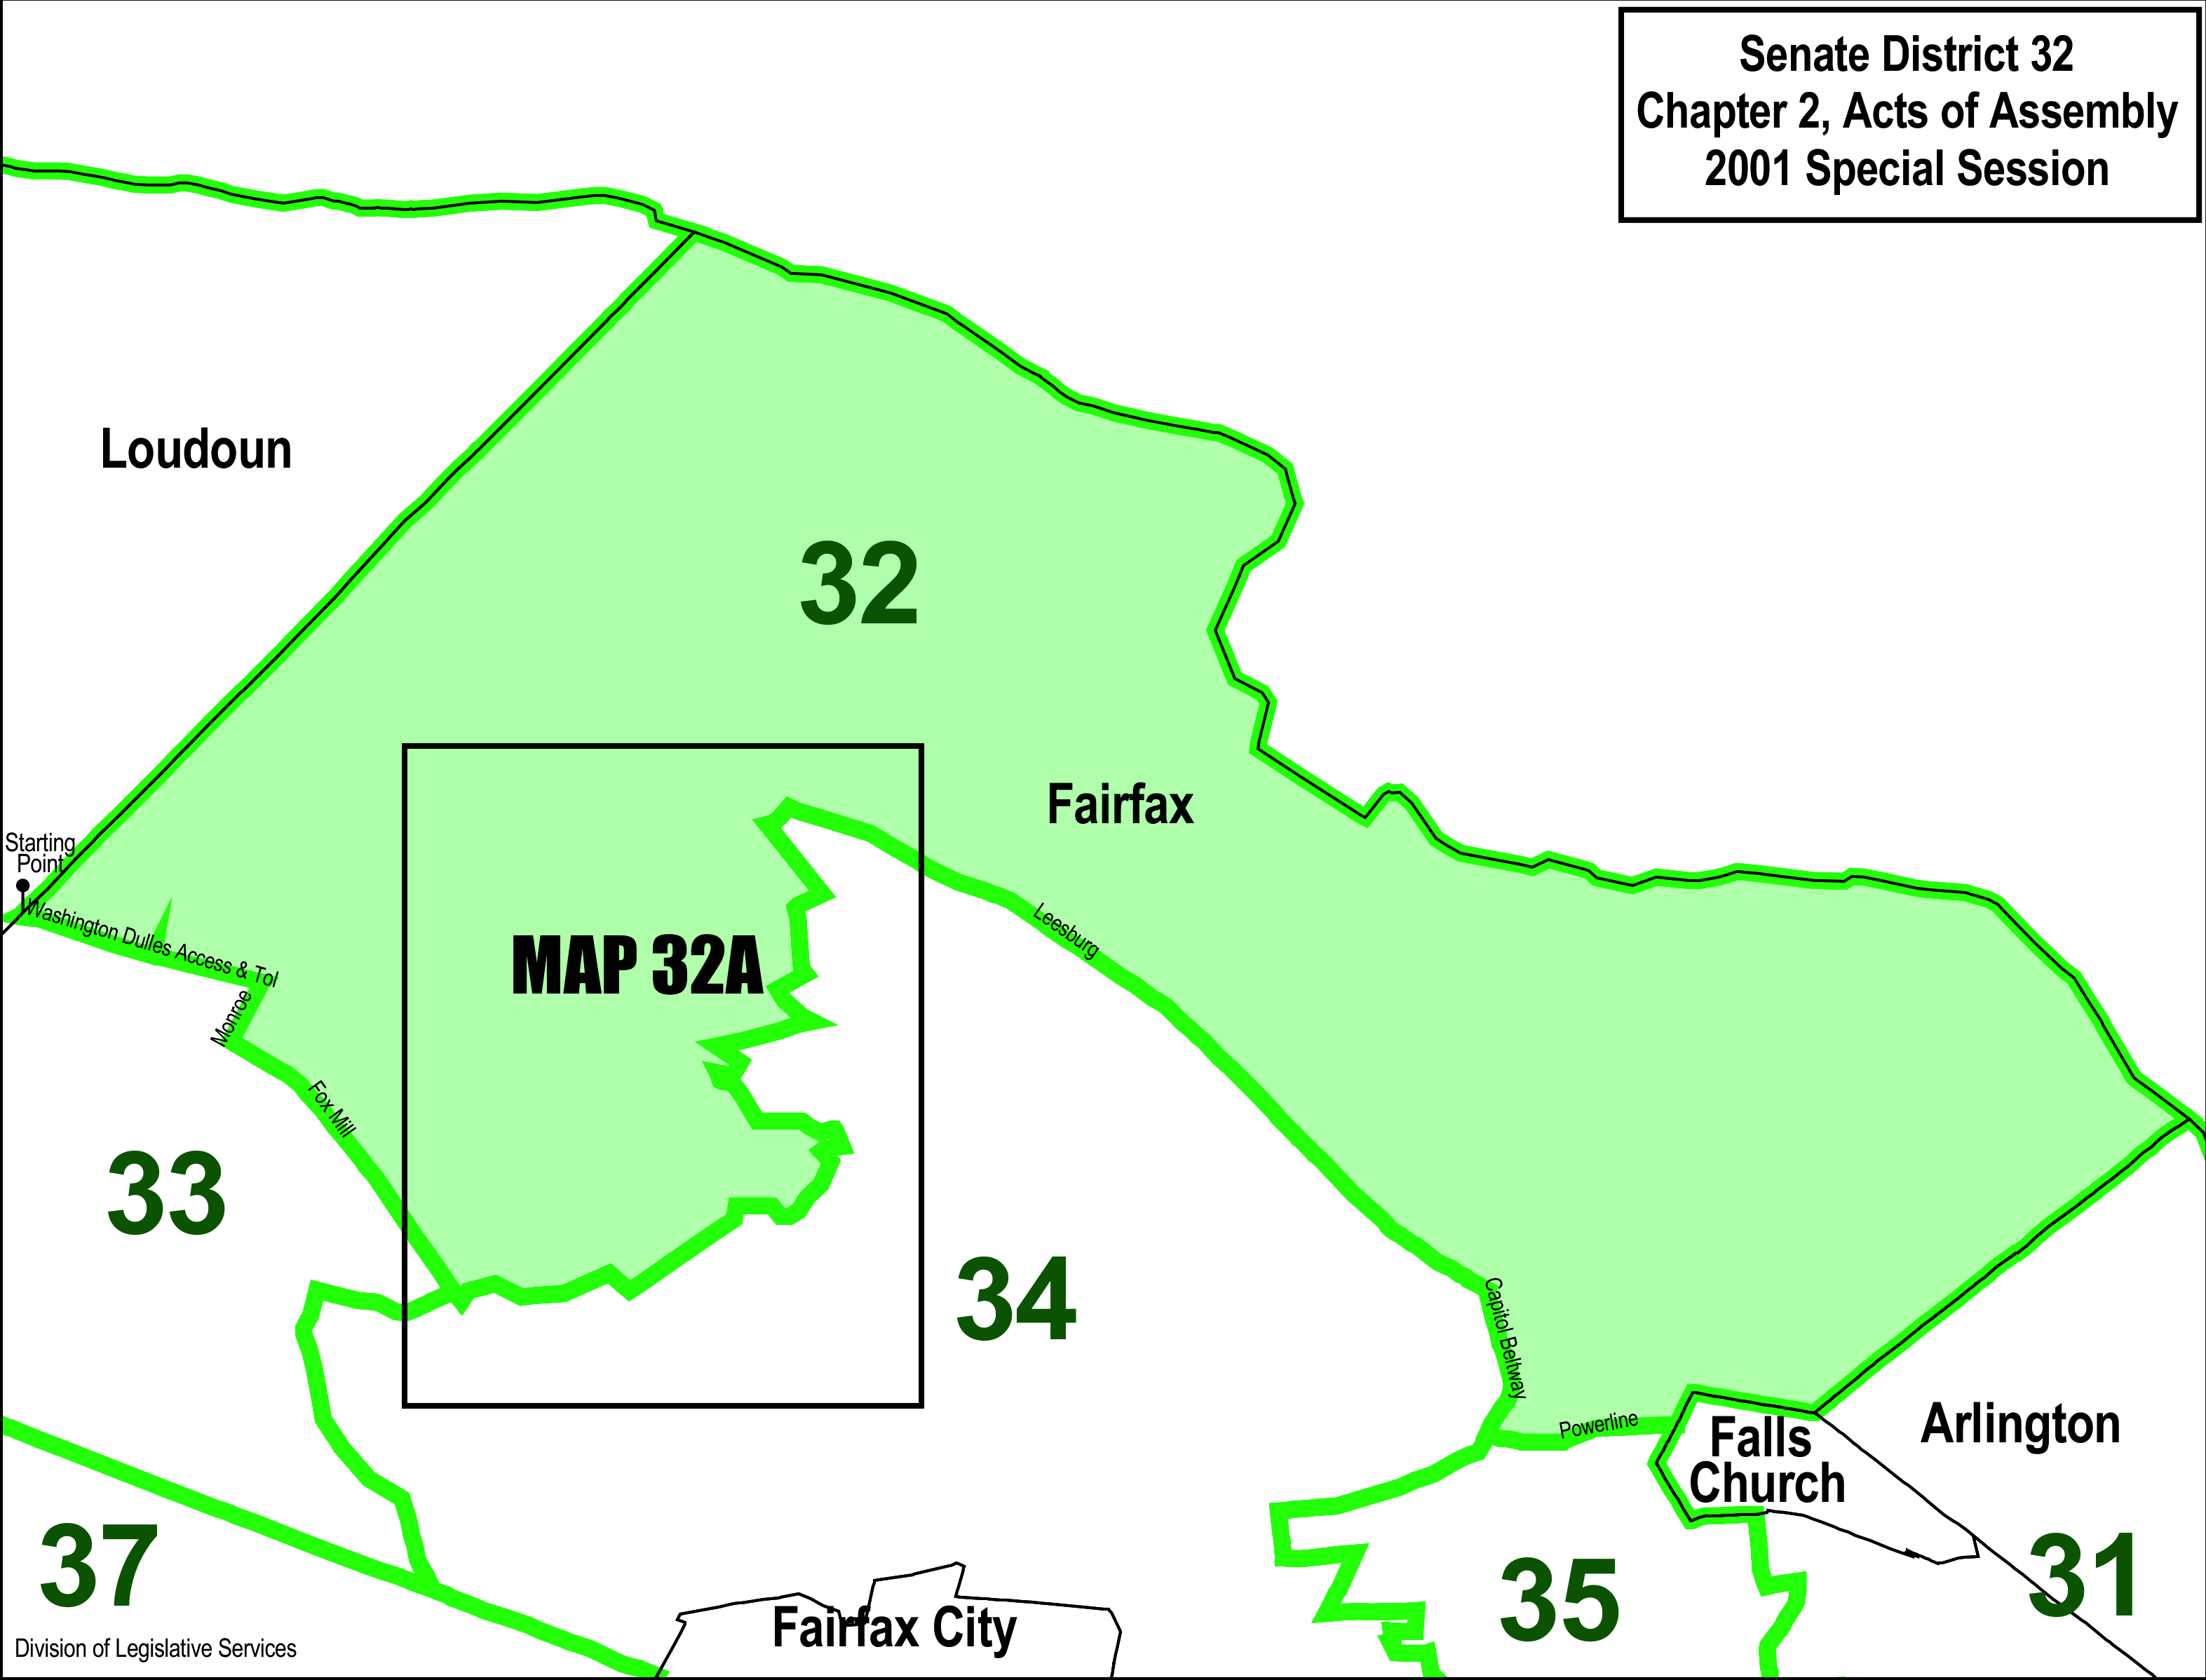 Senate District 32
Chapter 2, Acts of Assembly
2001 Special Session
Loudoun
32
Fairfax
Starting
Point
Washington Dulles Access & Tol
Leesburg
MAP 32A
Monroe
Fox Mill
33
34
Capitol Beltway
Powerline
Falls
Church
Arlington
37
35
31
Fairfax City
Division of Legislative Services